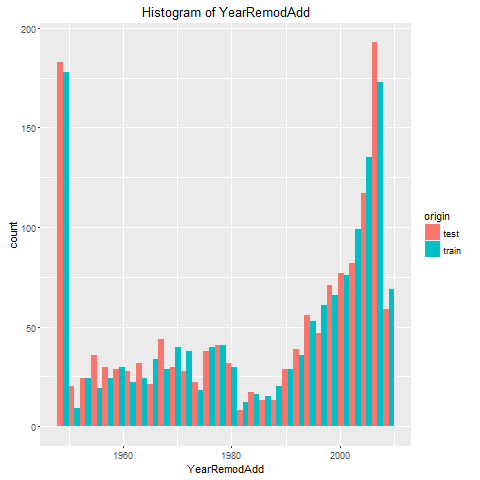 Histogram of YearRemodAdd
200
150
100
50
0
count
1960
1980
2000
YearRemodAdd
origin
test
train